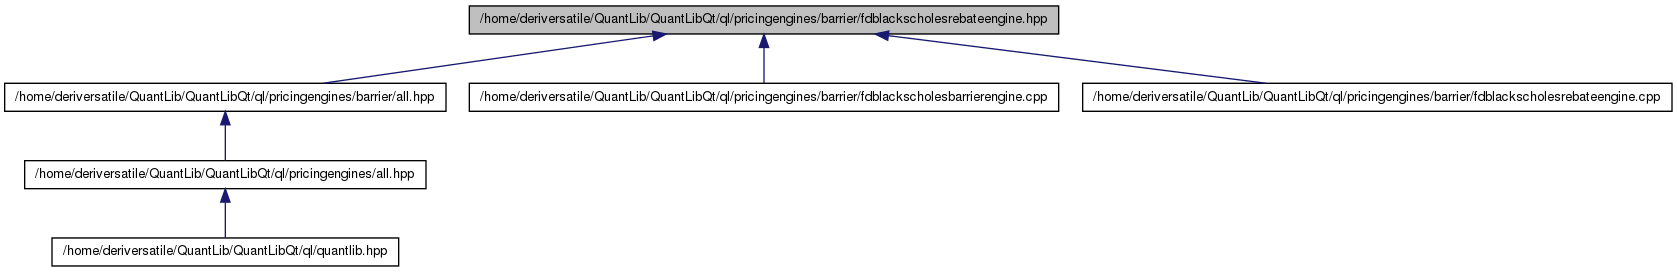 /home/deriversatile/QuantLib/QuantLibQt/ql/pricingengines/barrier/fdblackscholesrebateengine.hpp
/home/deriversatile/QuantLib/QuantLibQt/ql/pricingengines/barrier/all.hpp
/home/deriversatile/QuantLib/QuantLibQt/ql/pricingengines/barrier/fdblackscholesbarrierengine.cpp
/home/deriversatile/QuantLib/QuantLibQt/ql/pricingengines/barrier/fdblackscholesrebateengine.cpp
/home/deriversatile/QuantLib/QuantLibQt/ql/pricingengines/all.hpp
/home/deriversatile/QuantLib/QuantLibQt/ql/quantlib.hpp